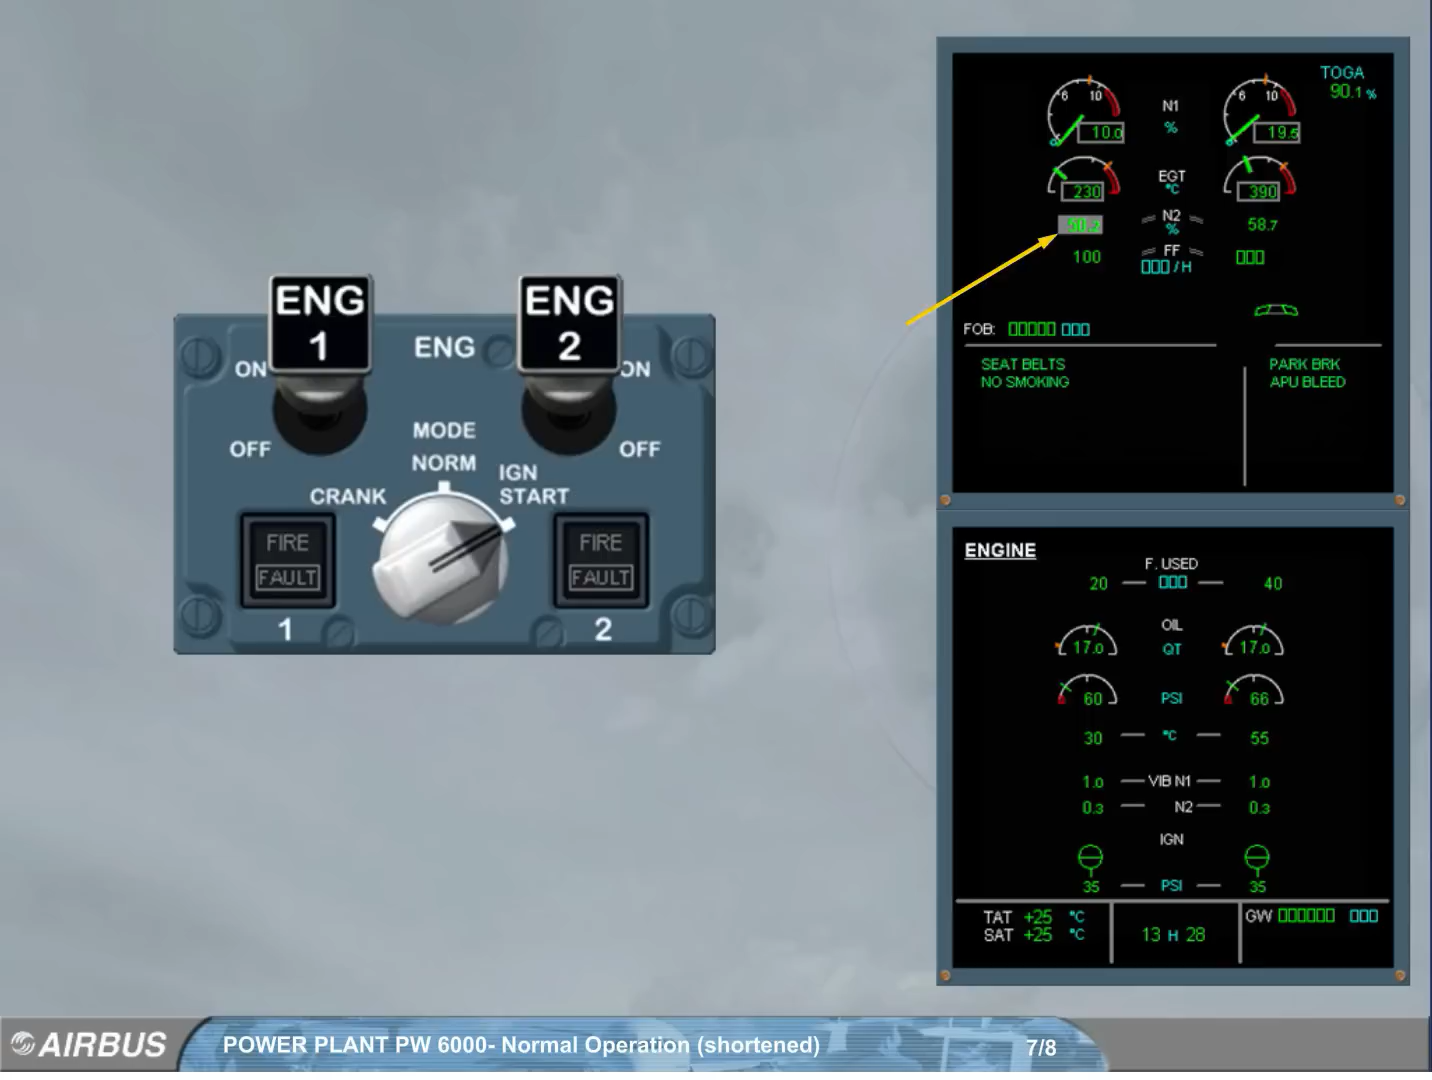 ENG
1
ENG
2
ENG
ON
ON
OFF
OFF
MODE
NORM
IGN
START
CRANK
FIRE
FAULT
FIRE
FAULT
1
2
TOGA
90.1 %
6 10
N1
6 10
10.0
%
19.5
EGT
230
°C
390
N2
58.7
%
100
FF
/ H
FOB:
SEAT BELTS
PARK BRK
NO SMOKING
APU BLEED
ENGINE
F. USED
20
40
OIL
17.0
QT
17.0
60
PSI
66
30
°C
55
1.0
VIB N1
1.0
0.3
N2
0.3
IGN
35
PSI
35
TAT +25 °C
GW
SAT +25 °C
13 H 28
AIRBUS
POWER PLANT PW 6000- Normal Operation (shortened)
7/8